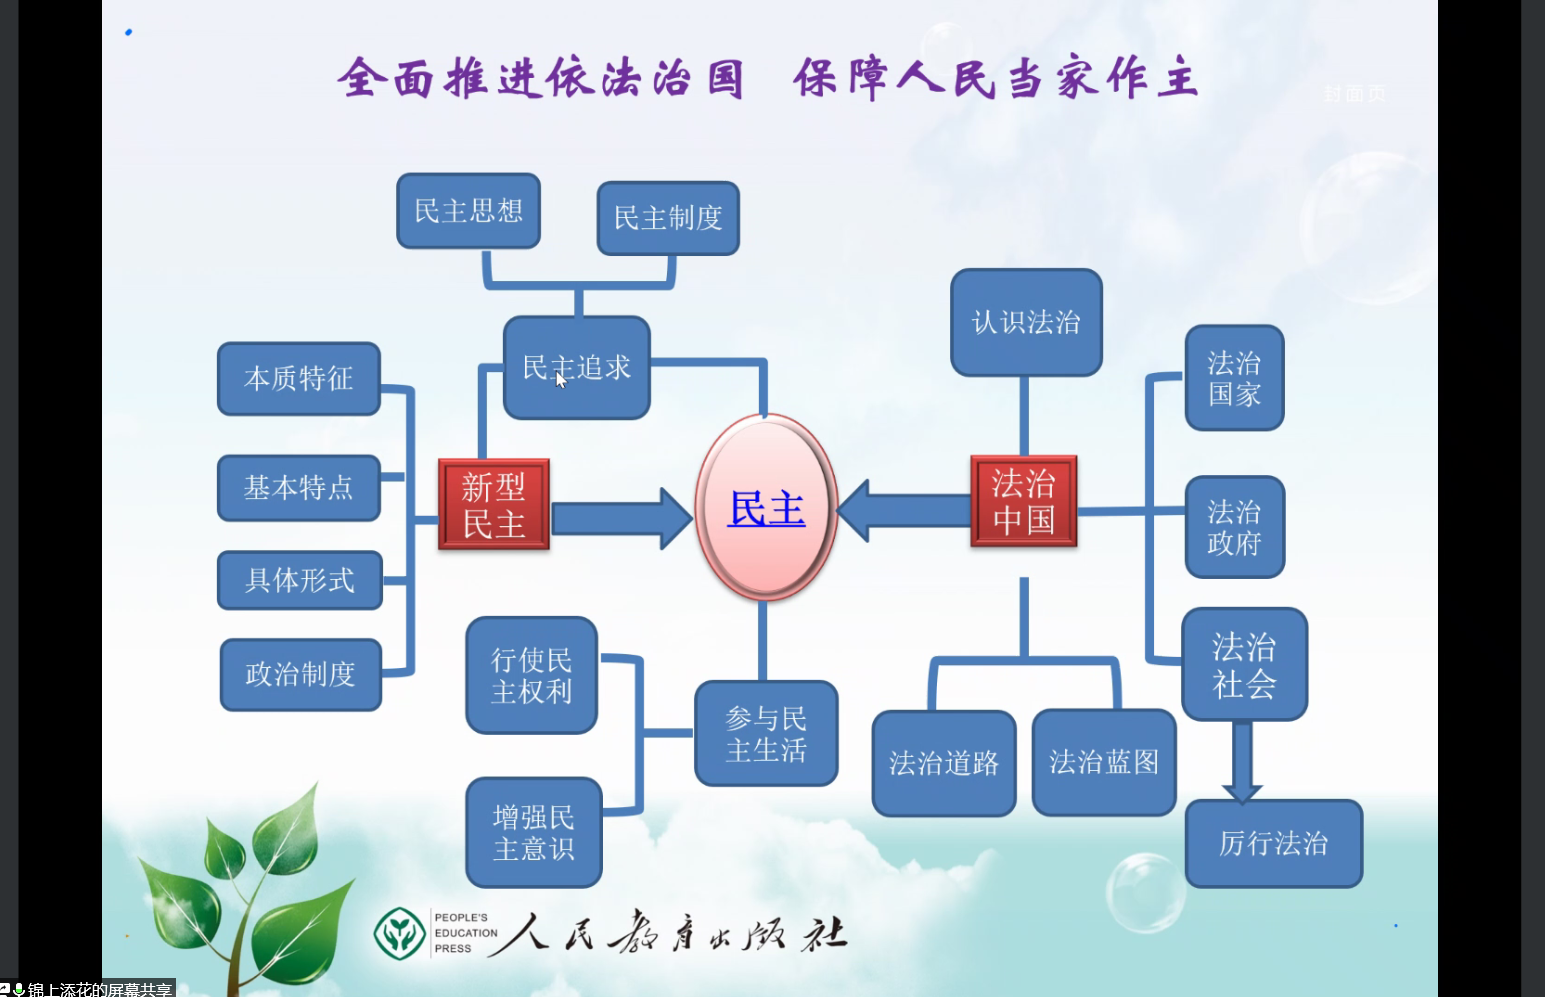 全面推进依法治国 保障人民当家作主
封面页
民主思想
民主制度
民主追求
认识法治
法治
国家
本质特征
基本特点
具体形式
政治制度
新型
民主
民主
法治
中国
法治
政府
法治
社会
行使民
主权利
增强民
主意识
参与民
主生活
法治道路
法治蓝图
厉行法治
PEOPLE'S
EDUCATION
PRESS
人民教育出版社
锦上添花的屏幕共享